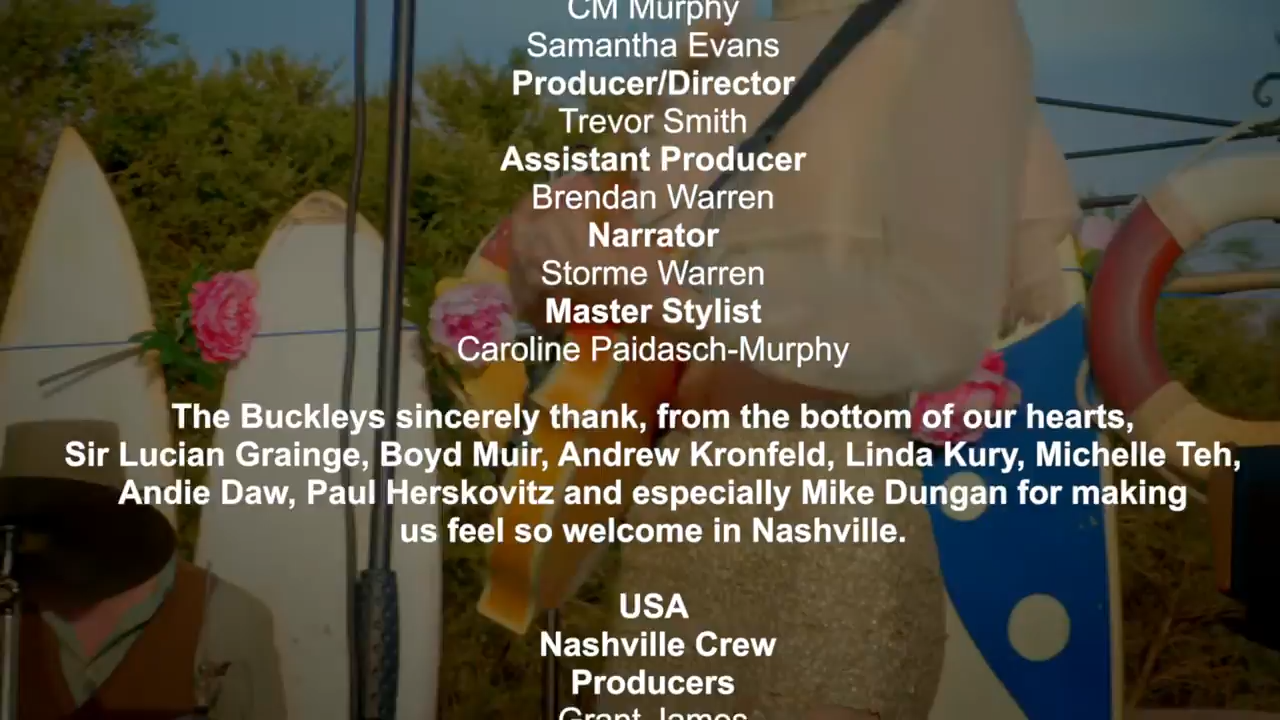 CM Murphy
Samantha Evans
Producer/Director
Trevor Smith
Assistant Producer
Brendan Warren
Narrator
Storme Warren
Master Stylist
Caroline Paidasch-Murphy
The Buckleys sincerely thank, from the bottom of our hearts,
Sir Lucian Grainge, Boyd Muir, Andrew Kronfeld, Linda Kury, Michelle Teh,
Andie Daw, Paul Herskovitz and especially Mike Dungan for making
us feel so welcome in Nashville.
USA
Nashville Crew
Producers
Grant James